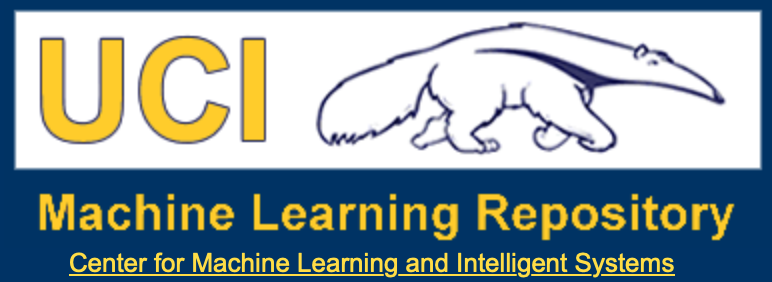 UCI
Machine Learning Repository
Center for Machine Learning and Intelligent Systems